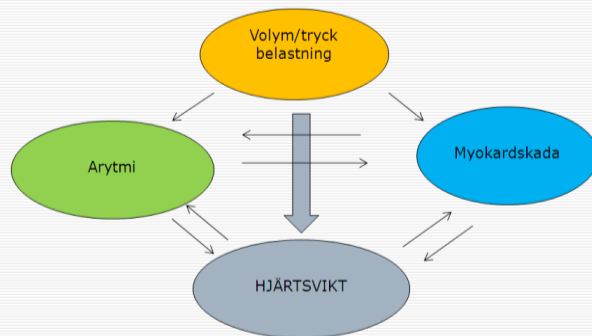 Volym/tryck
belastning
Arytmi
Myokardskada
HJÄRTSVIKT